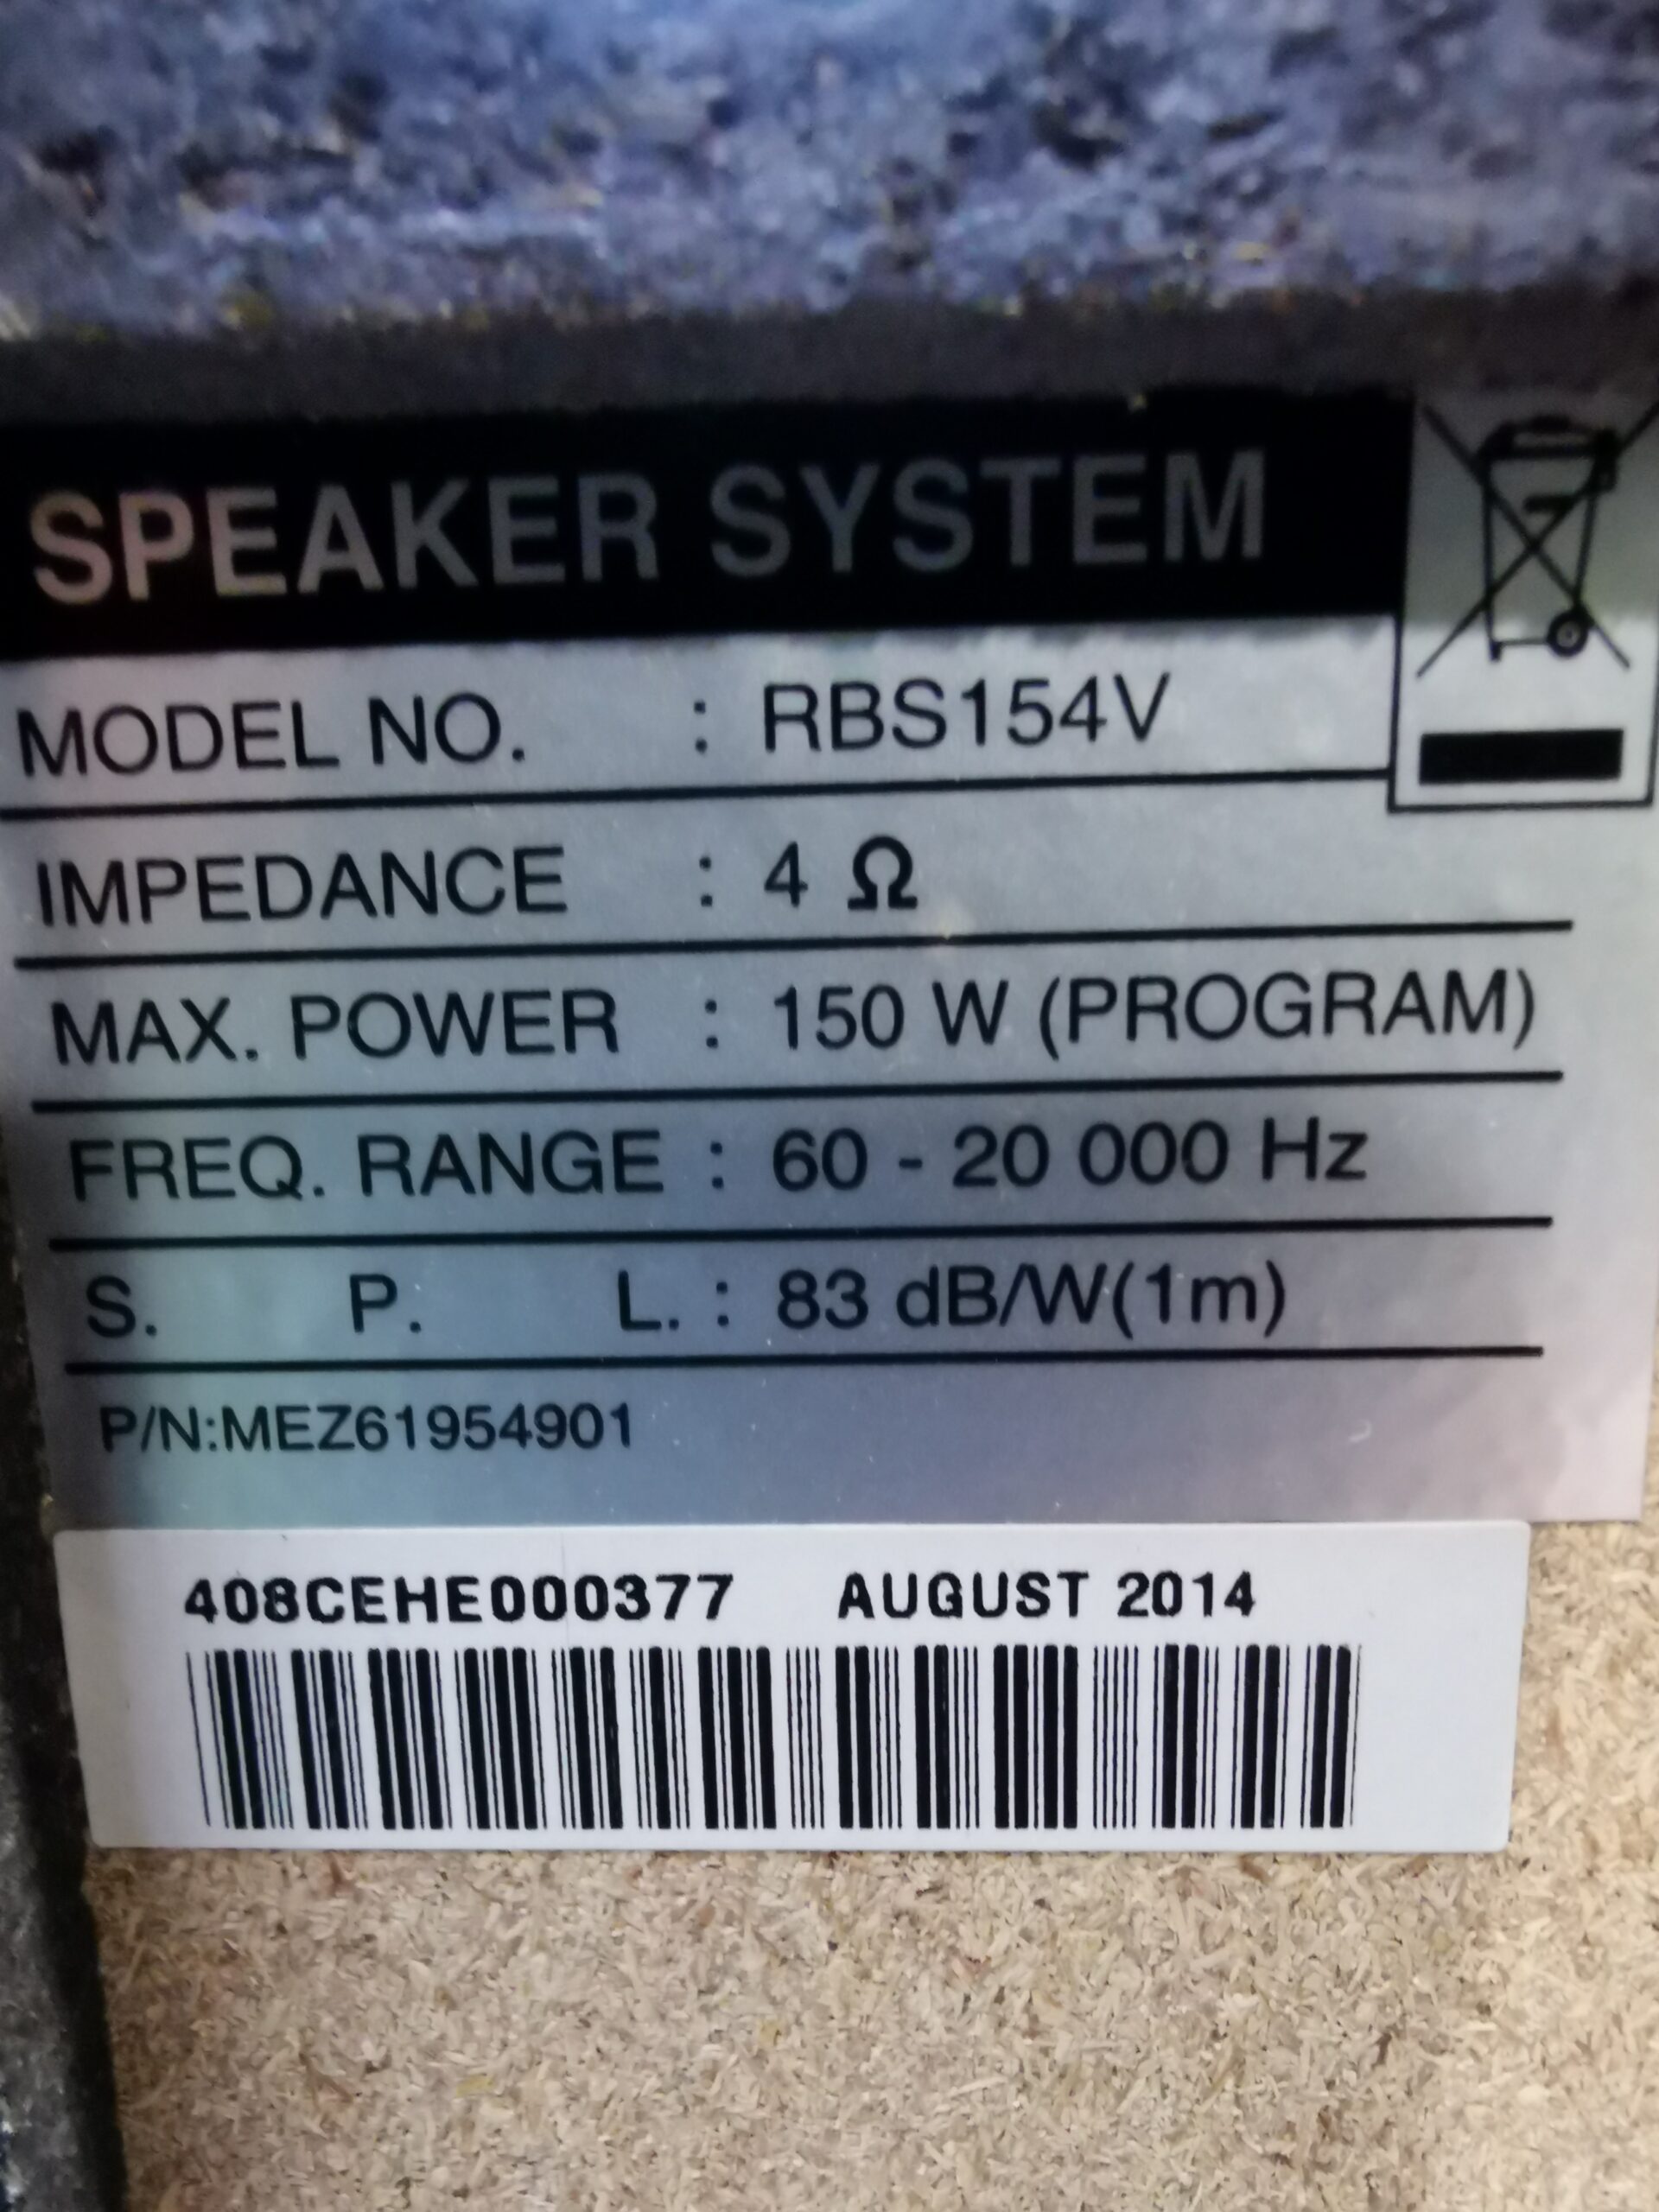 SPEAKER SYSTEM
MODEL NO. : RBS154V
IMPEDANCE : 4 Ω
MAX. POWER : 150 W (PROGRAM)
FREQ. RANGE : 60 - 20 000 Hz
S. P. L. : 83 dB/W(1m)
P/N:MEZ61954901
408CEHE000377 AUGUST 2014